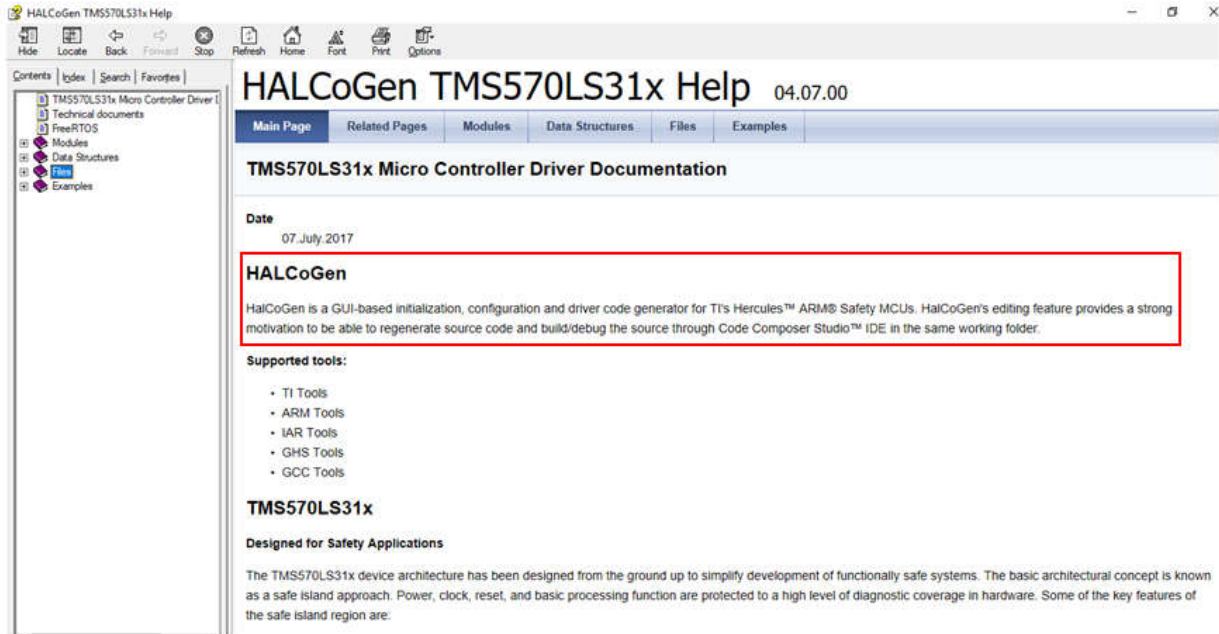 HALCoGen TMS570LS31x Help
Hide Locate Back Forward Stop Refresh Home Font Print Options
Contents Index Search Favorites
TMS570LS31x Micro Controller Driver
Technical documents
FreeRTOS
Modules
Data Structures
Files
Examples
HALCoGen TMS570LS31x Help 04.07.00
Main Page Related Pages Modules Data Structures Files Examples
TMS570LS31x Micro Controller Driver Documentation
Date
07.July.2017
HALCoGen
HalCoGen is a GUI-based initialization, configuration and driver code generator for TI's Hercules™ ARM® Safety MCUs. HalCoGen's editing feature provides a strong
motivation to be able to regenerate source code and build/debug the source through Code Composer Studio™ IDE in the same working folder.
Supported tools:
• TI Tools
• ARM Tools
• IAR Tools
• GHS Tools
• GCC Tools
TMS570LS31x
Designed for Safety Applications
The TMS570LS31x device architecture has been designed from the ground up to simplify development of functionally safe systems. The basic architectural concept is known
as a safe island approach. Power, clock, reset, and basic processing function are protected to a high level of diagnostic coverage in hardware. Some of the key features of
the safe island region are: